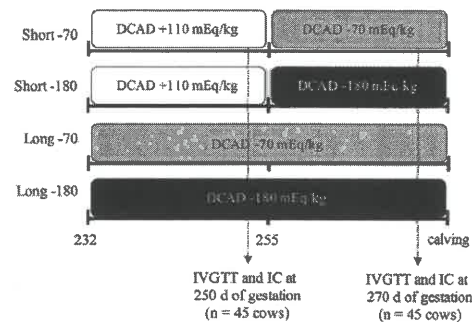 Short -70 DCAD +110 mEq/kg DCAD -70 mEq/kg
Short -180 DCAD +110 mEq/kg DCAD -180 mEq/kg
Long -70 DCAD -70 mEq/kg
Long -180 DCAD -180 mEq/kg
232 255 calving
IVGTT and IC at IVGTT and IC at
250 d of gestation 270 d of gestation
(n = 45 cows) (n = 45 cows)